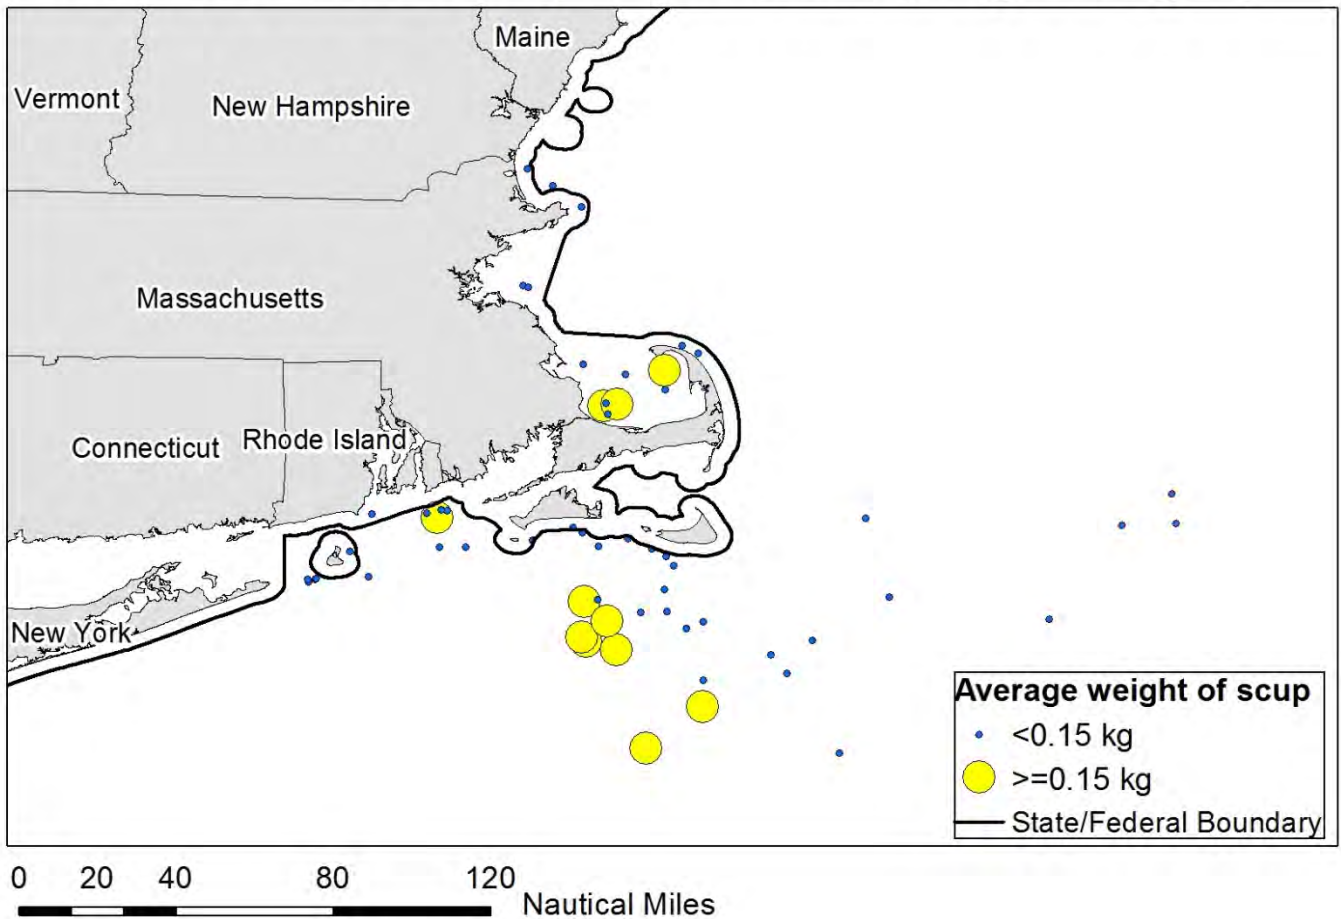 Maine
Vermont
New Hampshire
Massachusetts
Connecticut
Rhode Island
New York
Average weight of scup
<0.15 kg
>=0.15 kg
State/Federal Boundary
0 20 40 80 120
Nautical Miles